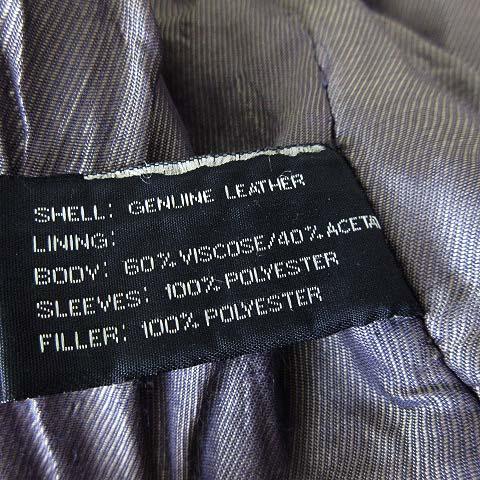 SHELL: GENUINE LEATHER
LINING:
BODY: 60% VISCOSE/40% ACETA
SLEEVES: 100% POLYESTER
FILLER: 100% POLYESTER